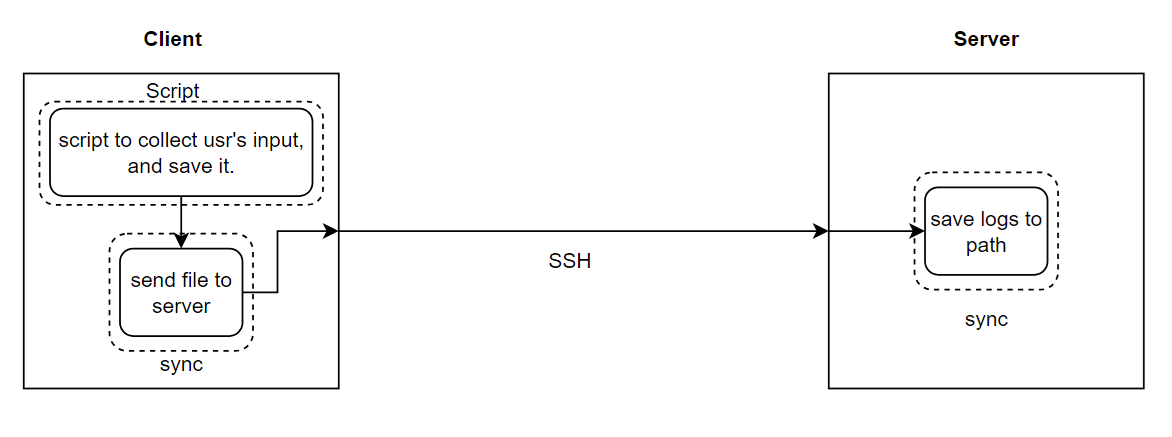 Client
Server
Script
script to collect usr's input,
and save it.
send file to
server
sync
SSH
save logs to
path
sync